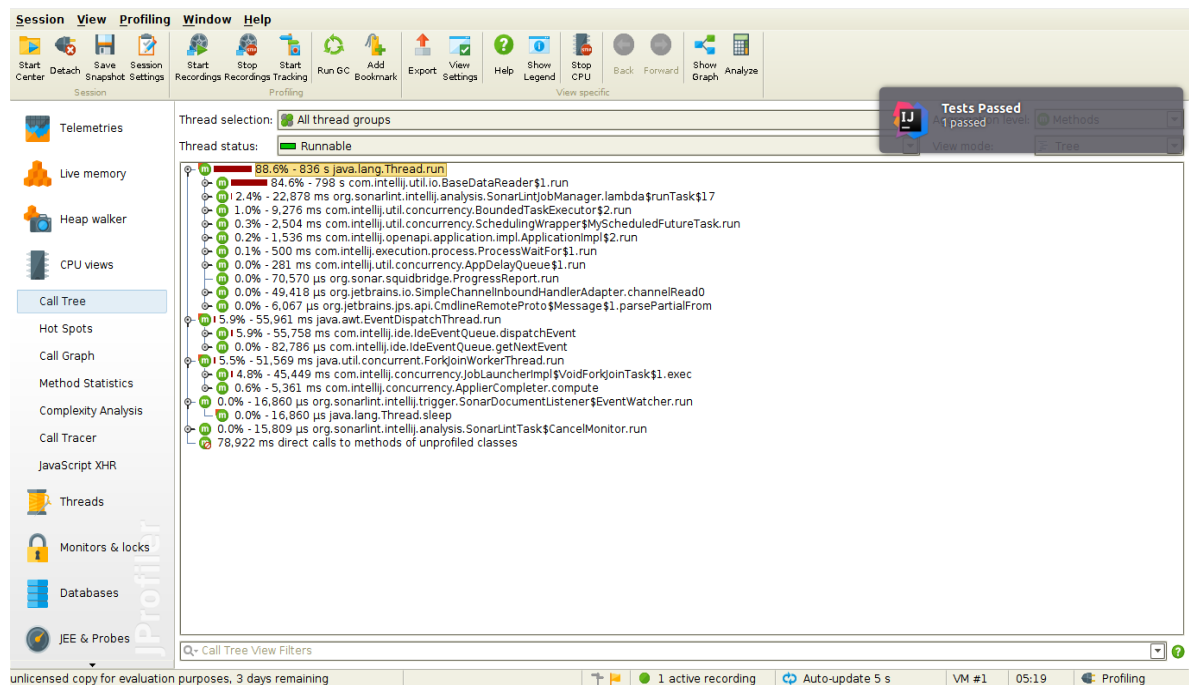 Session View Profiling Window Help
Start Center Detach Save Snapshot Session Settings Start Recordings Stop Recordings Start Tracking Run GC Add Bookmark Export View Settings Help Show Legend Stop CPU Back Forward Show Graph Analyze
Session Profiling View specific
Telemetries
Live memory
Heap walker
CPU views
Call Tree
Hot Spots
Call Graph
Method Statistics
Complexity Analysis
Call Tracer
JavaScript XHR
Threads
Monitors & locks
Databases
JEE & Probes
JProfiler
Thread selection: All thread groups
level: Methods
Thread status: Runnable
View mode: Tree
IJ
Tests Passed
1 passed
88.6% - 836 s java.lang.Thread.run
84.6% - 798 s com.intellij.util.io.BaseDataReader$1.run
2.4% - 22,878 ms org.sonarlint.intellij.analysis.SonarLintJobManager.lambda$runTask$17
1.0% - 9,276 ms com.intellij.util.concurrency.BoundedTaskExecutor$2.run
0.3% - 2,504 ms com.intellij.util.concurrency.SchedulingWrapper$MyScheduledFutureTask.run
0.2% - 1,536 ms com.intellij.openapi.application.impl.ApplicationImpl$2.run
0.1% - 500 ms com.intellij.execution.process.ProcessWaitFor$1.run
0.0% - 281 ms com.intellij.util.concurrency.AppDelayQueue$1.run
0.0% - 70,570 µs org.sonar.squidbridge.ProgressReport.run
0.0% - 49,418 µs org.jetbrains.io.SimpleChannelInboundHandlerAdapter.channelRead0
0.0% - 6,067 µs org.jetbrains.jps.api.CmdlineRemoteProto$Message$1.parsePartialFrom
5.9% - 55,961 ms java.awt.EventDispatchThread.run
5.9% - 55,758 ms com.intellij.ide.IdeEventQueue.dispatchEvent
0.0% - 82,786 µs com.intellij.ide.IdeEventQueue.getNextEvent
5.5% - 51,569 ms java.util.concurrent.ForkJoinWorkerThread.run
4.8% - 45,449 ms com.intellij.concurrency.JobLauncherImpl$VoidForkJoinTask$1.exec
0.6% - 5,361 ms com.intellij.concurrency.ApplierCompleter.compute
0.0% - 16,860 µs org.sonarlint.intellij.trigger.SonarDocumentListener$EventWatcher.run
0.0% - 16,860 µs java.lang.Thread.sleep
0.0% - 15,809 µs org.sonarlint.intellij.analysis.SonarLintTask$CancelMonitor.run
78,922 ms direct calls to methods of unprofiled classes
Call Tree View Filters
unlicensed copy for evaluation purposes, 3 days remaining
1 active recording Auto-update 5 s VM #1 05:19 Profiling